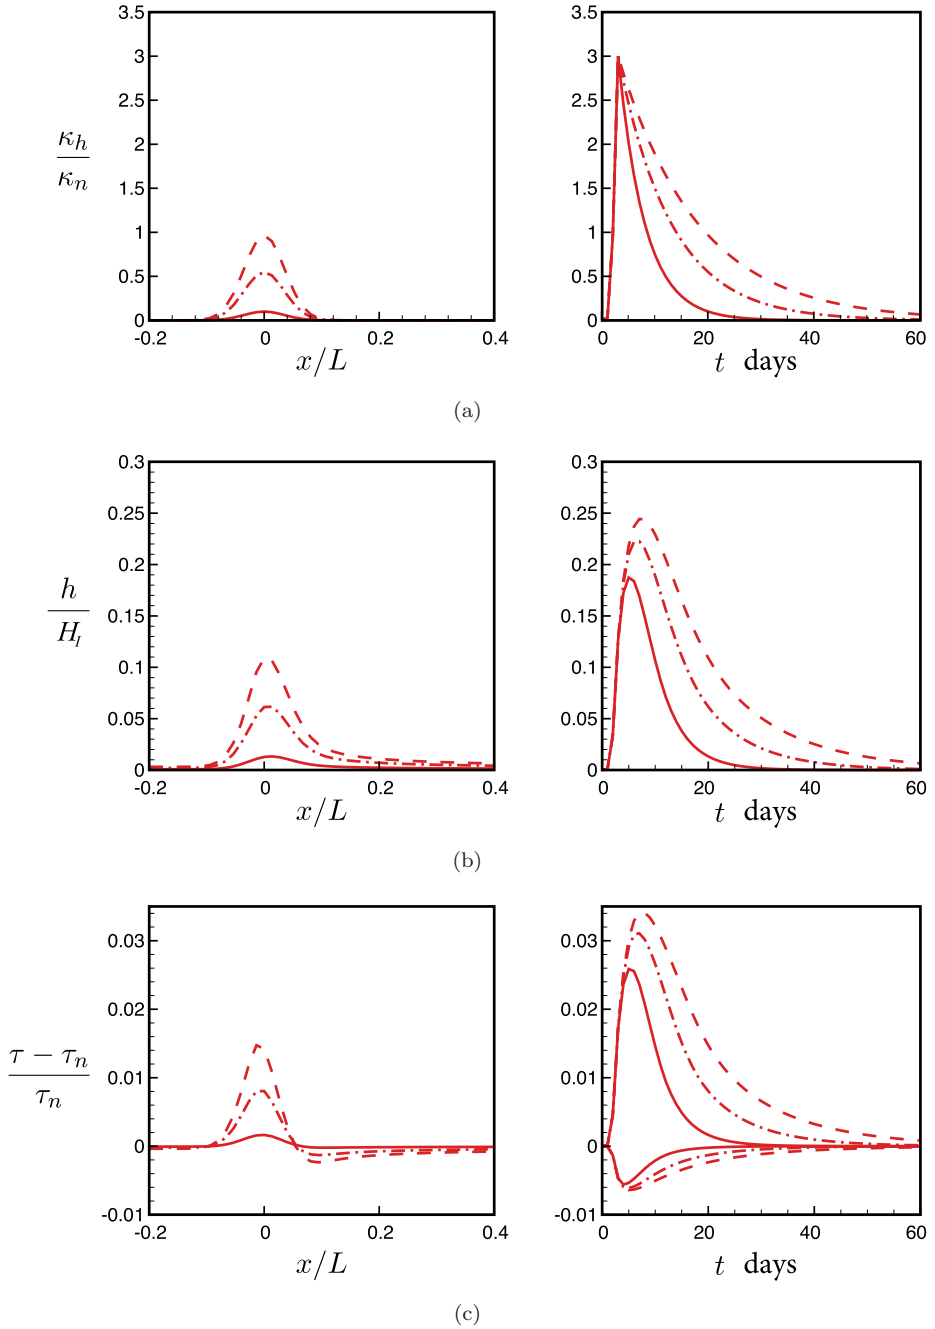 3.5 3.5
3 3
2.5 2.5
κ_h/κ_n 2 2
1.5 1.5
1 1
0.5 0.5
0 0
-0.2 0 0.2 0.4 0 20 40 60
x/L t days
(a)
0.3 0.3
0.25 0.25
0.2 0.2
h/H_I 0.15 0.15
0.1 0.1
0.05 0.05
0 0
-0.2 0 0.2 0.4 0 20 40 60
x/L t days
(b)
0.03 0.03
0.02 0.02
τ − τ_n/τ_n 0.01 0.01
0 0
-0.01 -0.01
-0.2 0 0.2 0.4 0 20 40 60
x/L t days
(c)